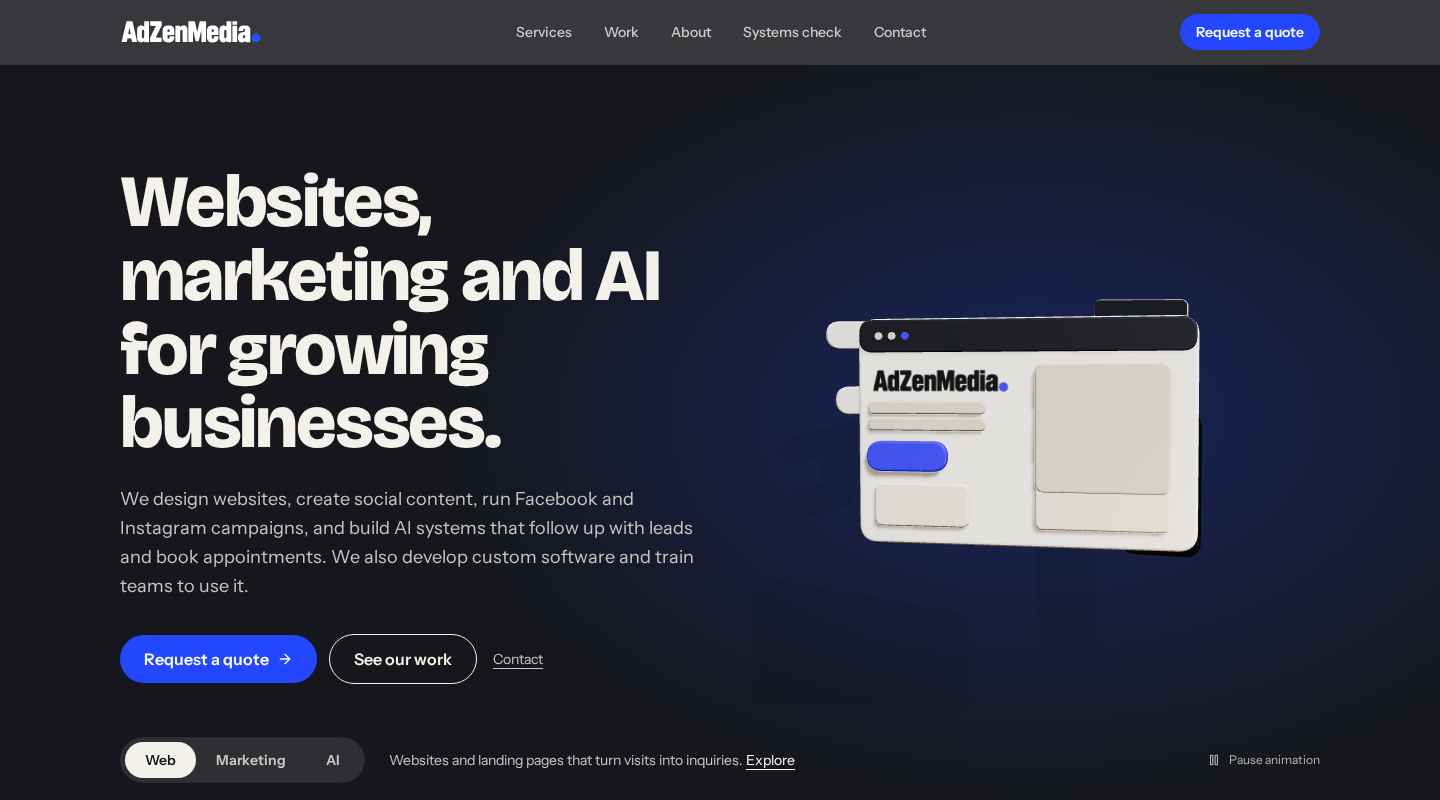 AdZenMedia.
Services
Work
About
Systems check
Contact
Request a quote
Websites,
marketing and AI
for growing
businesses.
We design websites, create social content, run Facebook and
Instagram campaigns, and build AI systems that follow up with leads
and book appointments. We also develop custom software and train
teams to use it.
Request a quote →
See our work
Contact
AdZenMedia.
Web
Marketing
AI
Websites and landing pages that turn visits into inquiries. Explore
Pause animation